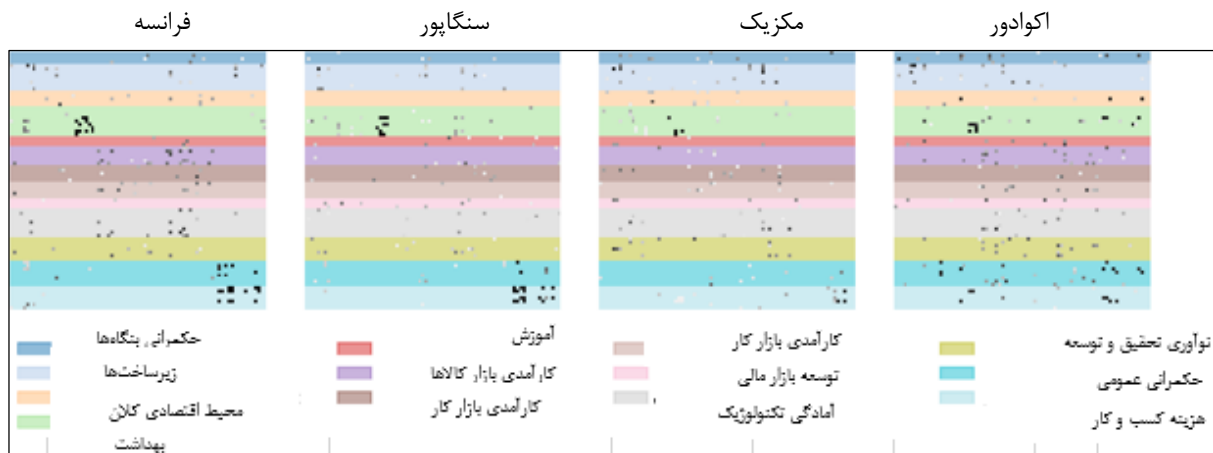 فرانسه
سنگاپور
مکزیک
اکوادور
حکمرانی بنگاه‌ها
زیرساخت‌ها
محیط اقتصادی کلان
بهداشت
آموزش
کارآمدی بازار کالاها
کارآمدی بازار کار
کارآمدی بازار کار
توسعه بازار مالی
آمادگی تکنولوژیک
نوآوری تحقیق و توسعه
حکمرانی عمومی
هزینه کسب و کار